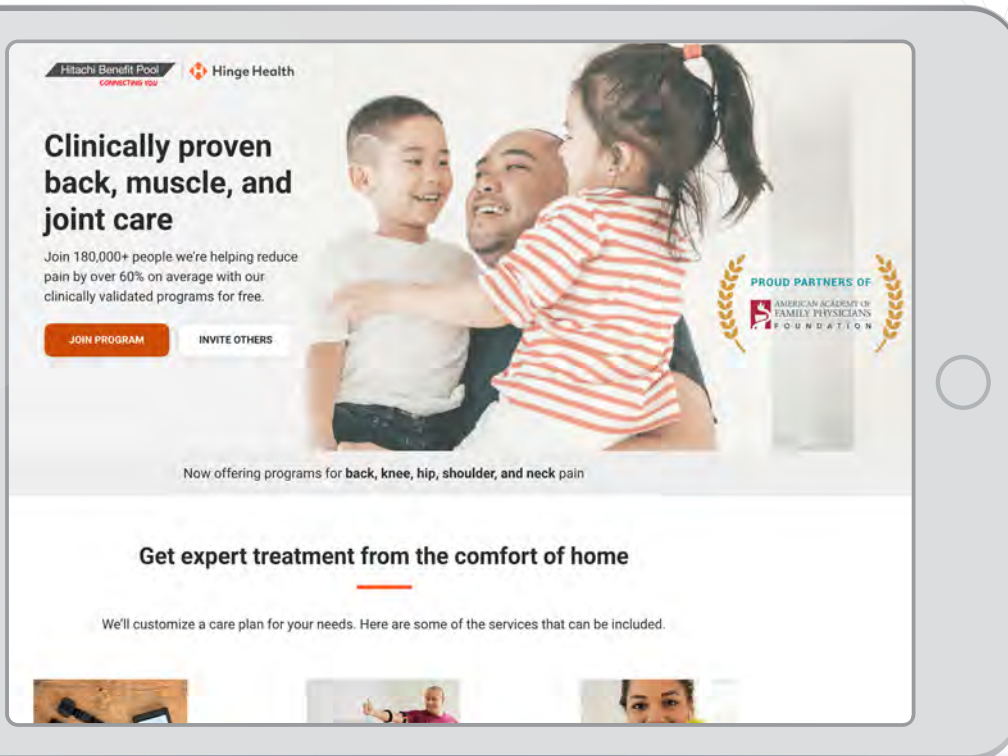 Hitachi Benefit Pool
CONNECTING YOU
Hinge Health
Clinically proven
back, muscle, and
joint care
Join 180,000+ people we're helping reduce
pain by over 60% on average with our
clinically validated programs for free.
JOIN PROGRAM
INVITE OTHERS
PROUD PARTNERS OF
AMERICAN ACADEMY OF
FAMILY PHYSICIANS
FOUNDATION
Now offering programs for back, knee, hip, shoulder, and neck pain
Get expert treatment from the comfort of home
We'll customize a care plan for your needs. Here are some of the services that can be included.